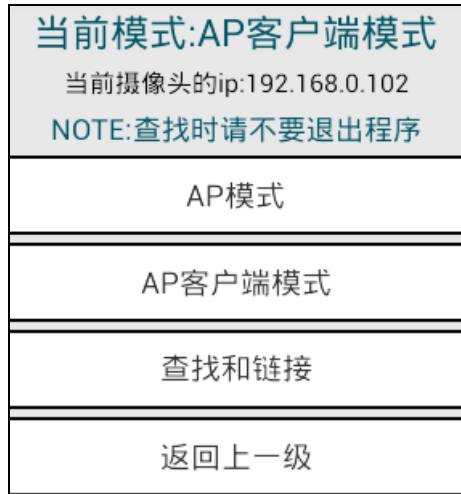 当前模式:AP客户端模式
当前摄像头的ip:192.168.0.102
NOTE:查找时请不要退出程序
AP模式
AP客户端模式
查找和链接
返回上一级